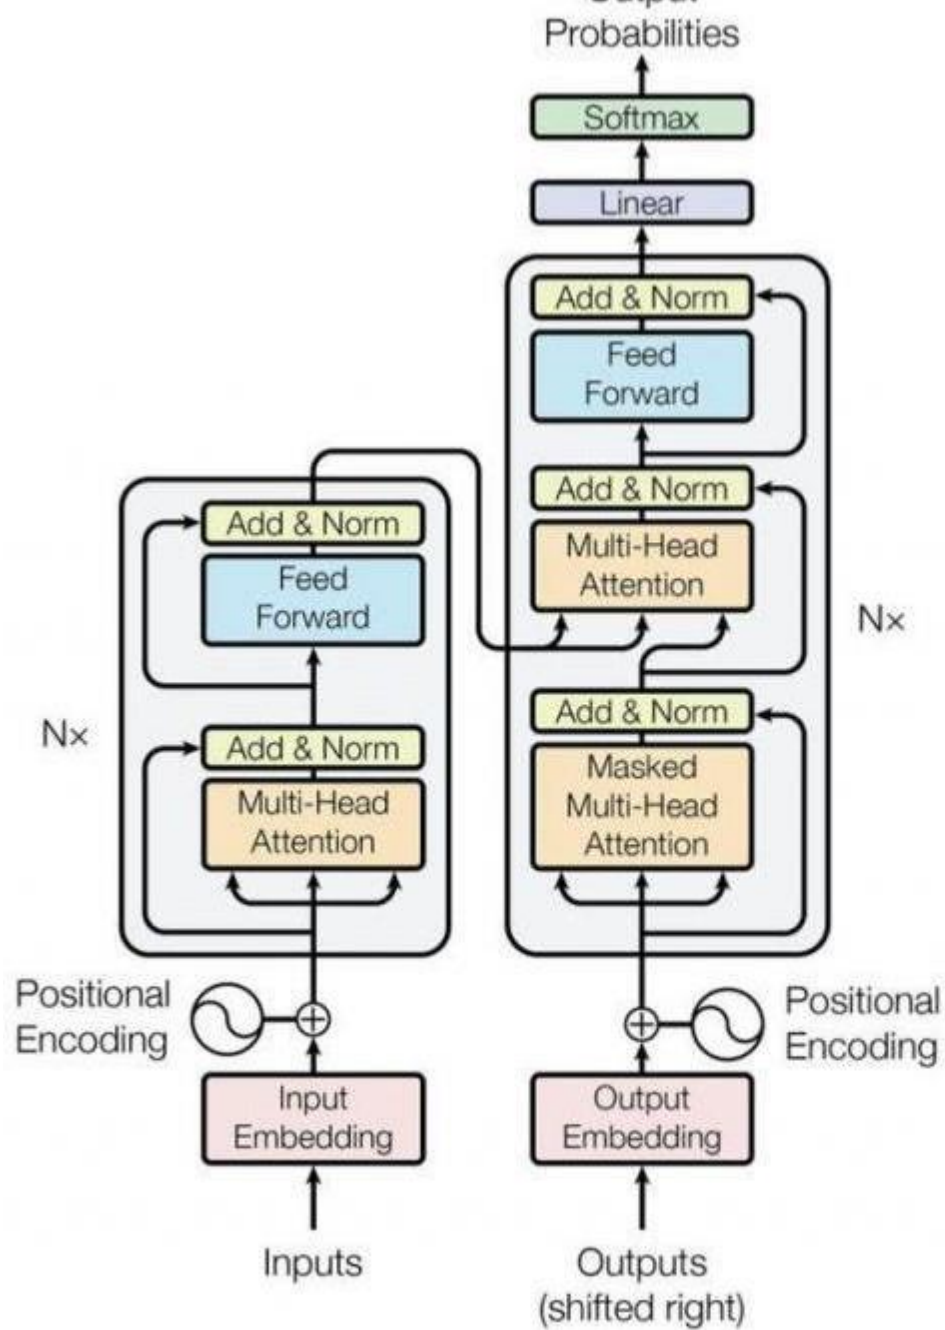 Probabilities
Softmax
Linear
Add & Norm
Feed
Forward
Add & Norm
Multi-Head
Attention
Nx
Add & Norm
Masked
Multi-Head
Attention
Add & Norm
Feed
Forward
Nx
Add & Norm
Multi-Head
Attention
Positional
Encoding
Positional
Encoding
Input
Embedding
Output
Embedding
Inputs
Outputs
(shifted right)